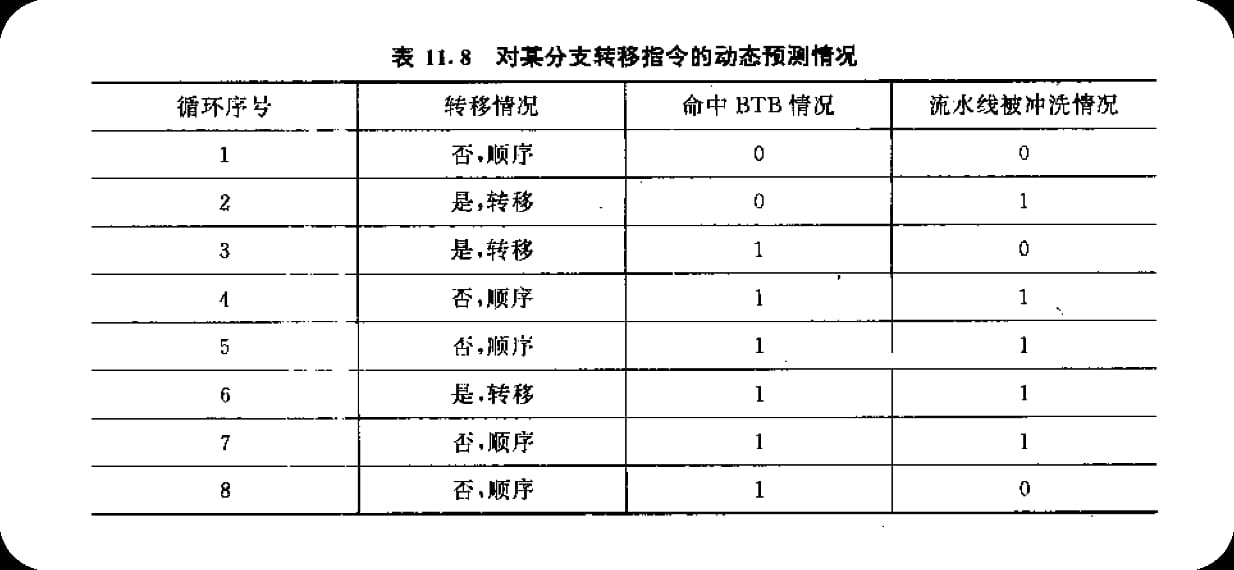 表 11.8 对某分支转移指令的动态预测情况
循环序号 转移情况 命中 BTB 情况 流水线被冲洗情况
1 否,顺序 0 0
2 是,转移 0 1
3 是,转移 1 0
4 否,顺序 1 1
5 否,顺序 1 1
6 是,转移 1 1
7 否,顺序 1 1
8 否,顺序 1 0